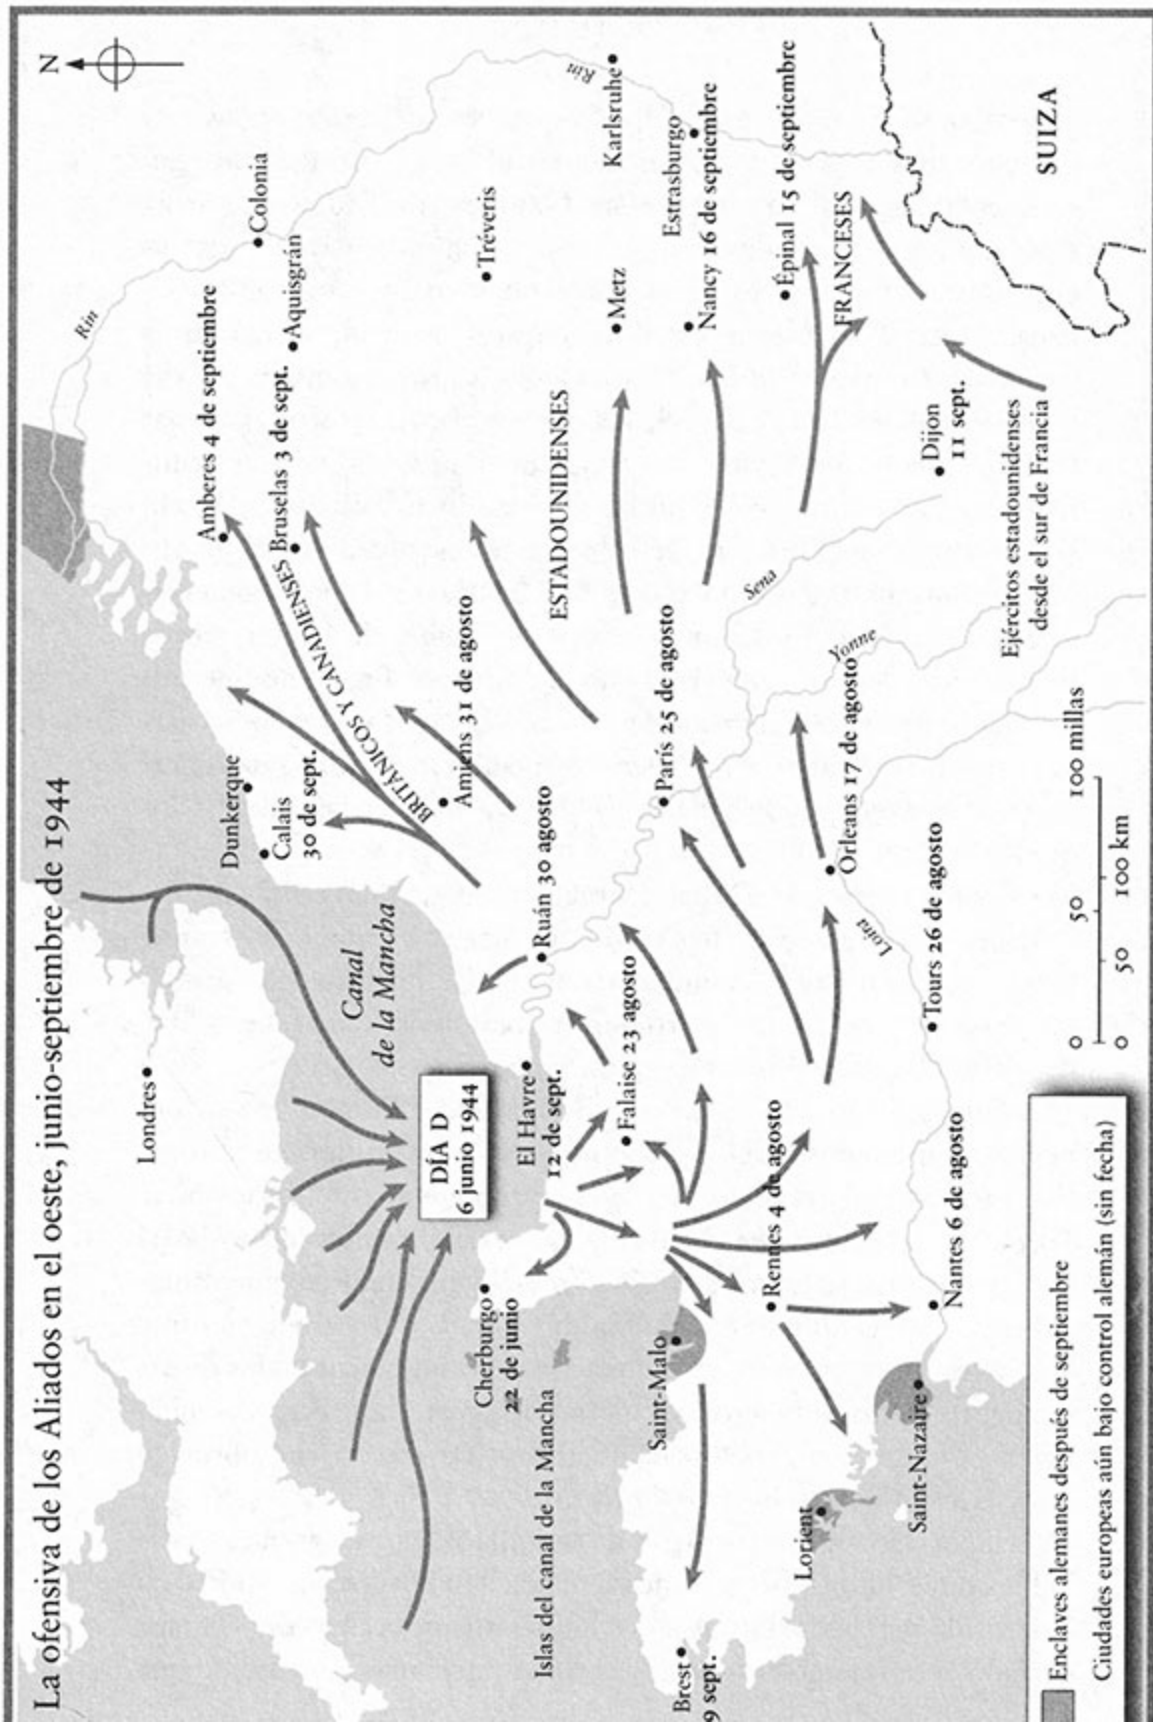 La ofensiva de los Aliados en el oeste, junio-septiembre de 1944
N
Londres
Canal
de la Mancha
DÍA D
6 junio 1944
Dunkerque
Calais
30 de sept.
Amberes 4 de septiembre
Bruselas 3 de sept.
BRITÁNICOS Y CANADIENSES
Rin
Colonia
Aquisgrán
Tréveris
Amiens 31 de agosto
Ruán 30 agosto
El Havre
12 de sept.
Cherburgo
22 de junio
Islas del canal de la Mancha
Falaise 23 agosto
ESTADOUNIDENSES
París 25 de agosto
Metz
Karlsruhe
Rin
Estrasburgo
Nancy 16 de septiembre
Épinal 15 de septiembre
FRANCESES
SUIZA
Sena
Yonne
Dijon
11 sept.
Ejércitos estadounidenses
desde el sur de Francia
Orleans 17 de agosto
Loira
Tours 26 de agosto
Rennes 4 de agosto
Nantes 6 de agosto
Saint-Malo
Brest
9 sept.
Lorient
Saint-Nazaire
0 50 100 millas
0 50 100 km
Enclaves alemanes después de septiembre
Ciudades europeas aún bajo control alemán (sin fecha)